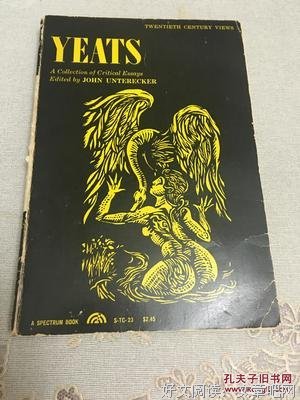 TWENTIETH CENTURY VIEWS
YEATS
A Collection of Critical Essays
Edited by JOHN UNTERECKER
A SPECTRUM BOOK
S-TC-23
$2.45
孔夫子旧书网